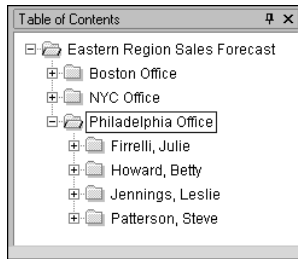 Table of Contents
Eastern Region Sales Forecast
Boston Office
NYC Office
Philadelphia Office
Firrelli, Julie
Howard, Betty
Jennings, Leslie
Patterson, Steve